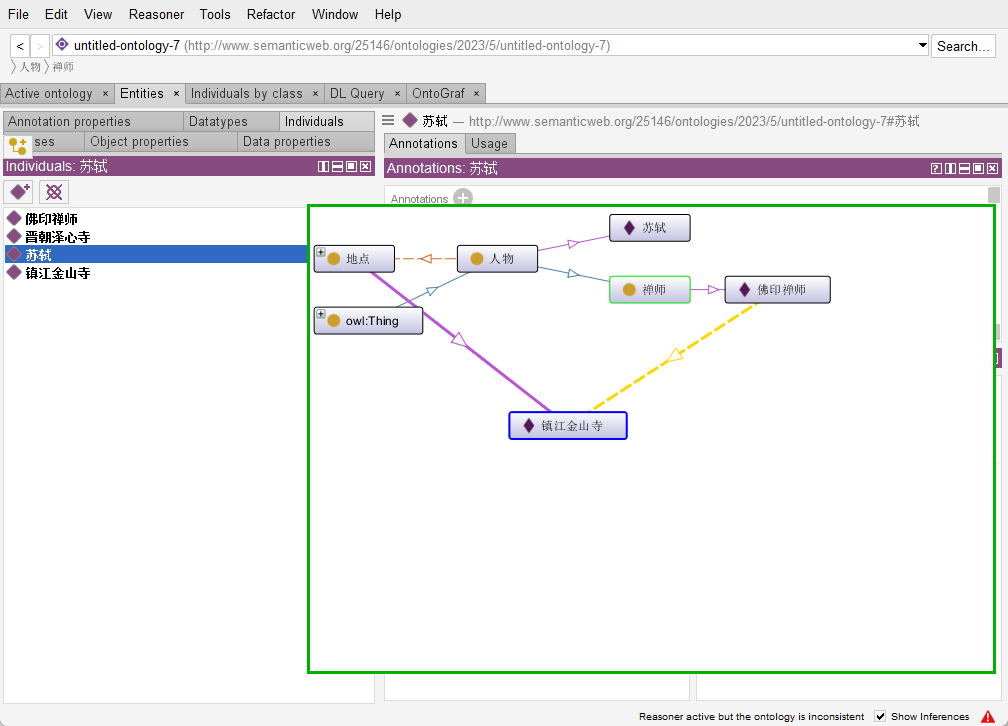 File Edit View Reasoner Tools Refactor Window Help
< > untitled-ontology-7 (http://www.semanticweb.org/25146/ontologies/2023/5/untitled-ontology-7) Search...
人物 禅师
Active ontology × Entities × Individuals by class × DL Query × OntoGraf ×
Annotation properties Datatypes Individuals
ses Object properties Data properties
Individuals: 苏轼
佛印禅师
晋朝泽心寺
苏轼
镇江金山寺
苏轼 — http://www.semanticweb.org/25146/ontologies/2023/5/untitled-ontology-7#苏轼
Annotations Usage
Annotations: 苏轼
Annotations
苏轼
地点 人物
禅师 佛印禅师
owl:Thing
镇江金山寺
Reasoner active but the ontology is inconsistent Show Inferences